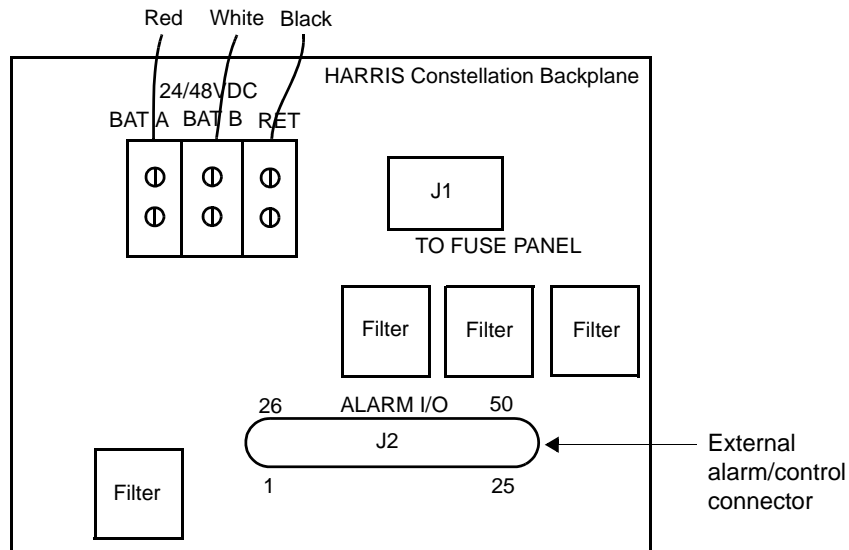 Red White Black
HARRIS Constellation Backplane
24/48VDC
BAT A BAT B RET
J1
TO FUSE PANEL
Filter Filter Filter
26 ALARM I/O 50
J2
1 25
External
alarm/control
connector
Filter